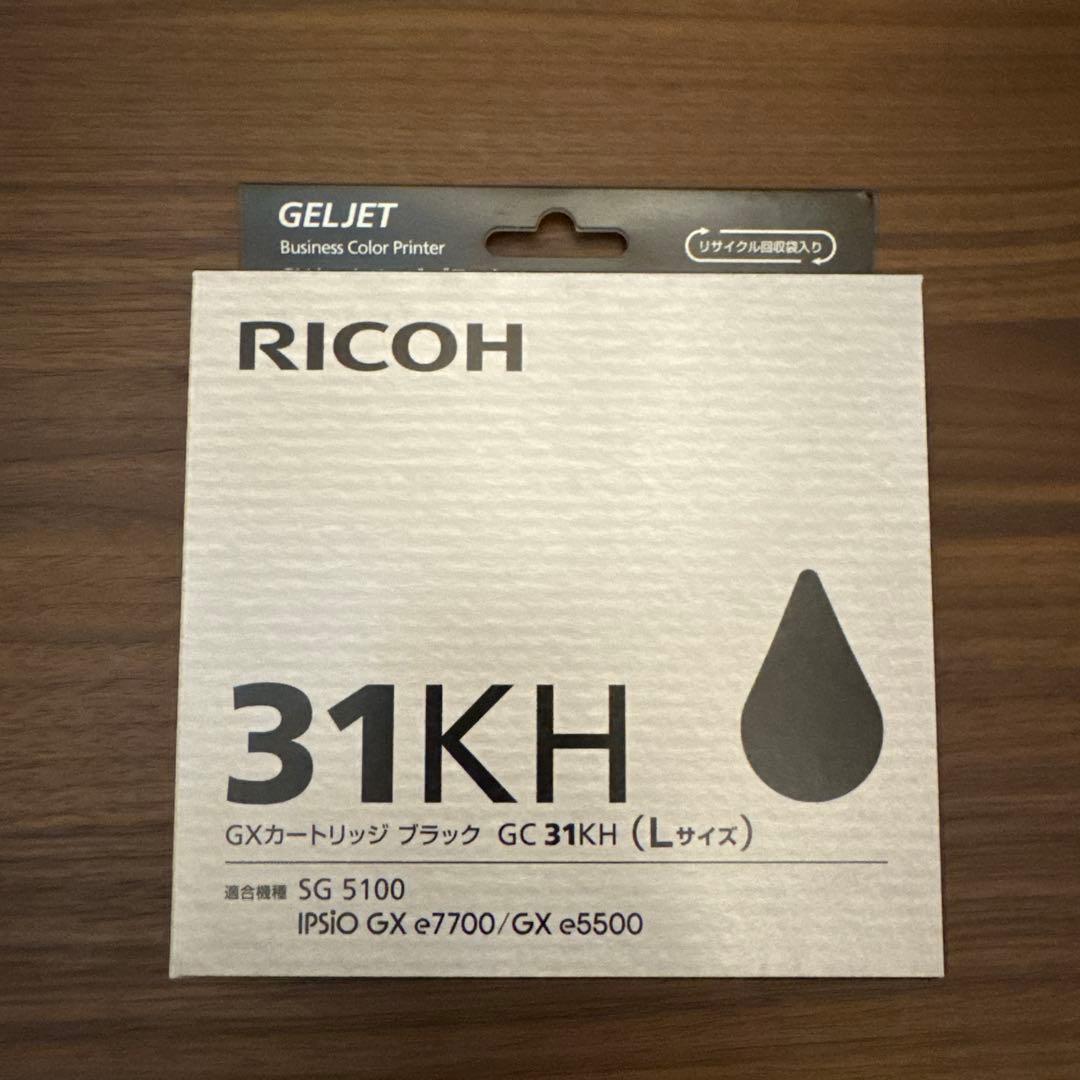 GELJET
Business Color Printer
リサイクル回収袋入り
RICOH
31KH
GXカートリッジ ブラック GC 31KH (Lサイズ)
適合機種 SG 5100
IPSiO GX e7700/GX e5500